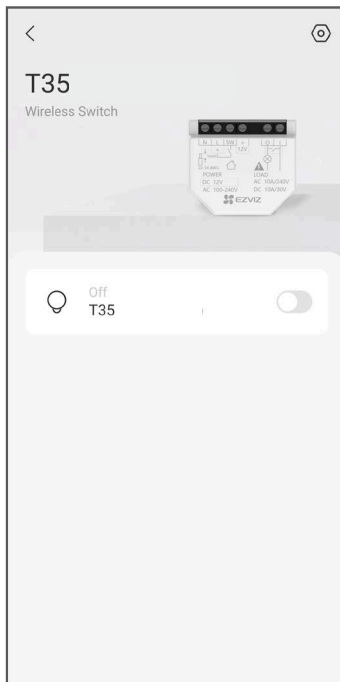 T35
Wireless Switch
N L SW + O I
12V
POWER LOAD
DC 12V AC 10A/240V
AC 100-240V DC 10A/30V
EZVIZ
Off
T35